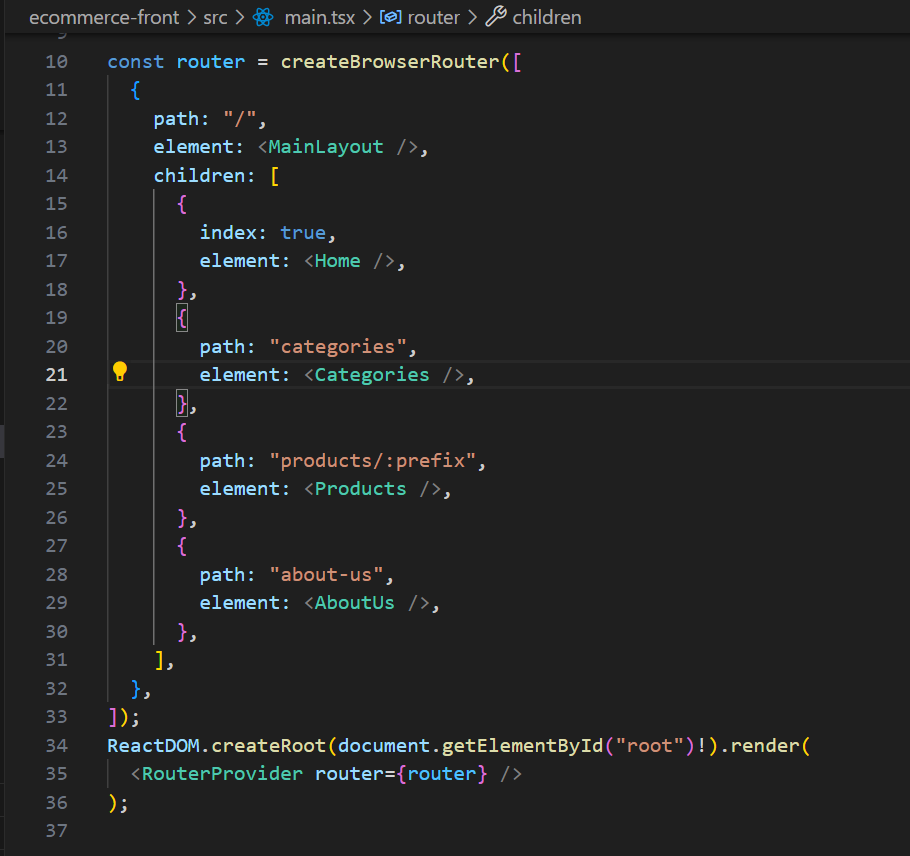 ecommerce-front > src > main.tsx > router > children
9
10 const router = createBrowserRouter([
11 {
12 path: "/",
13 element: <MainLayout />,
14 children: [
15 {
16 index: true,
17 element: <Home />,
18 },
19 {
20 path: "categories",
21 element: <Categories />,
22 },
23 {
24 path: "products/:prefix",
25 element: <Products />,
26 },
27 {
28 path: "about-us",
29 element: <AboutUs />,
30 },
31 ],
32 },
33 ]);
34 ReactDOM.createRoot(document.getElementById("root")!).render(
35 <RouterProvider router={router} />
36 );
37